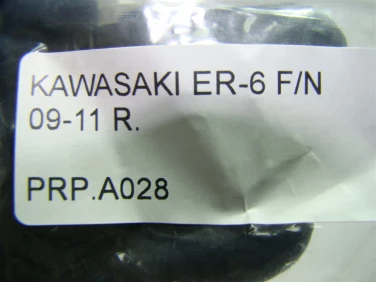 KAWASAKI ER-6 F/N
09-11 R.
PRP.A028